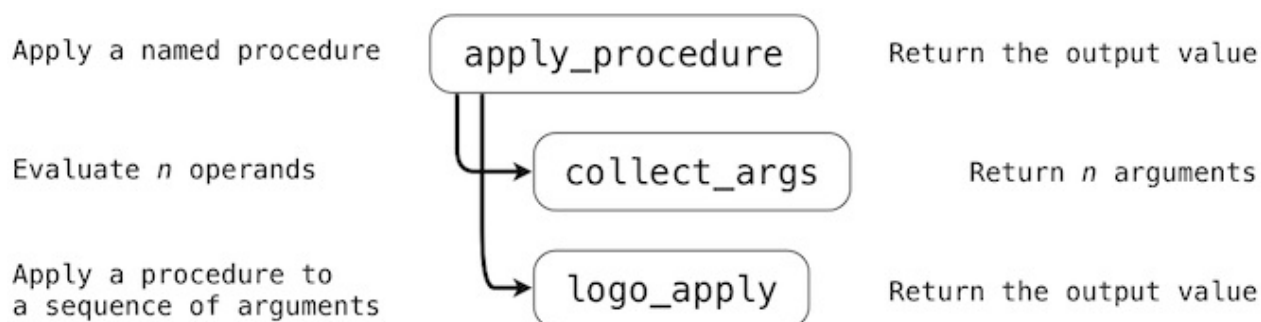 Apply a named procedure apply_procedure Return the output value
Evaluate n operands collect_args Return n arguments
Apply a procedure to
a sequence of arguments logo_apply Return the output value